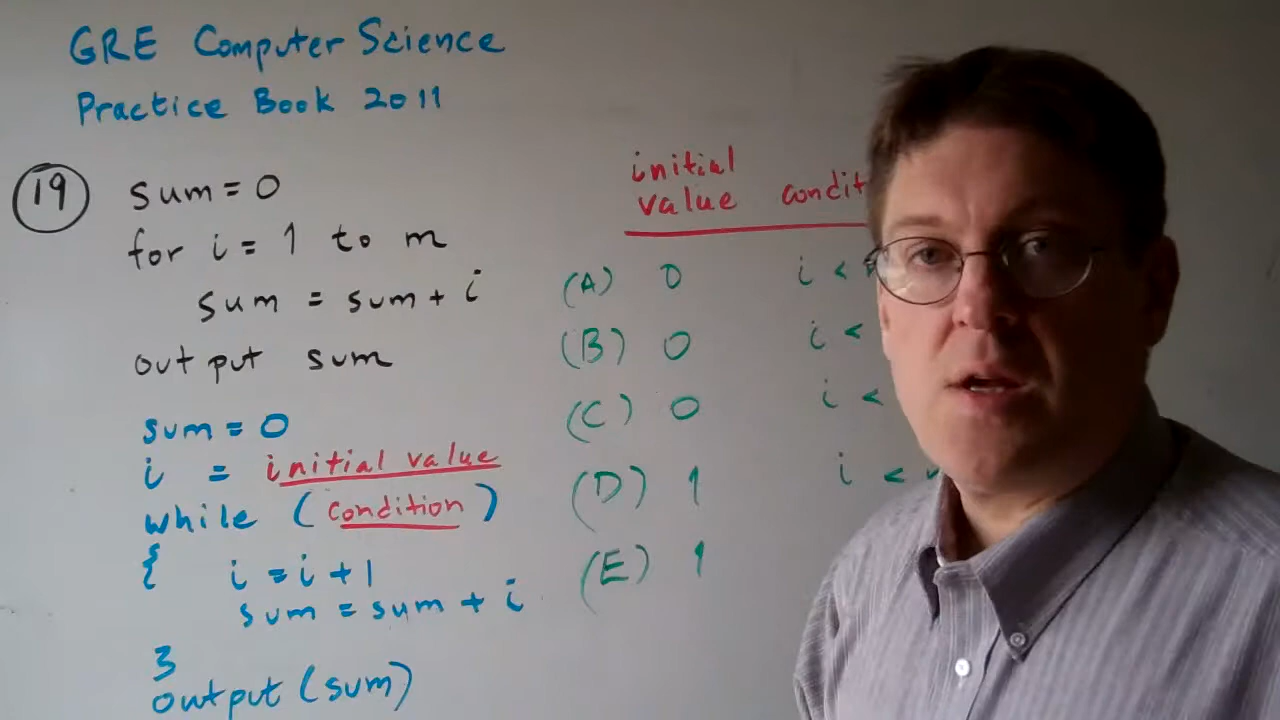 GRE Computer Science
Practice Book 2011
19
sum = 0
for i = 1 to m
sum = sum + i
output sum
sum = 0
i = initial value
while (condition)
{ i = i + 1
sum = sum + i
}
output (sum)
initial
value condit
(A) 0 i <
(B) 0 i <
(C) 0 i <
(D) 1 i <
(E) 1